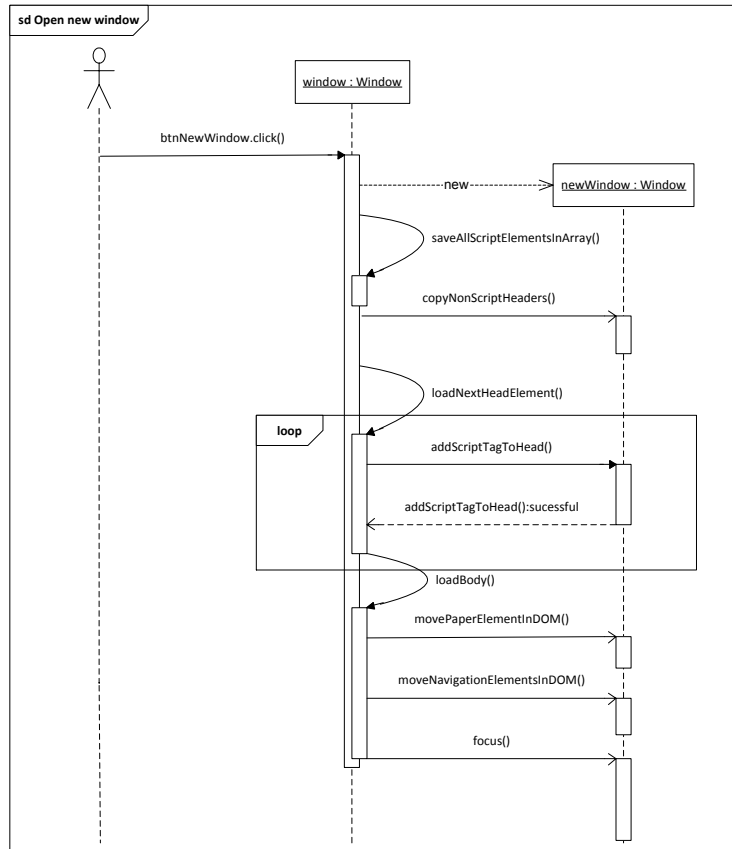 sd Open new window
window : Window
btnNewWindow.click()
new
newWindow : Window
saveAllScriptElementsInArray()
copyNonScriptHeaders()
loadNextHeadElement()
loop
addScriptTagToHead()
addScriptTagToHead():sucessful
loadBody()
movePaperElementInDOM()
moveNavigationElementsInDOM()
focus()